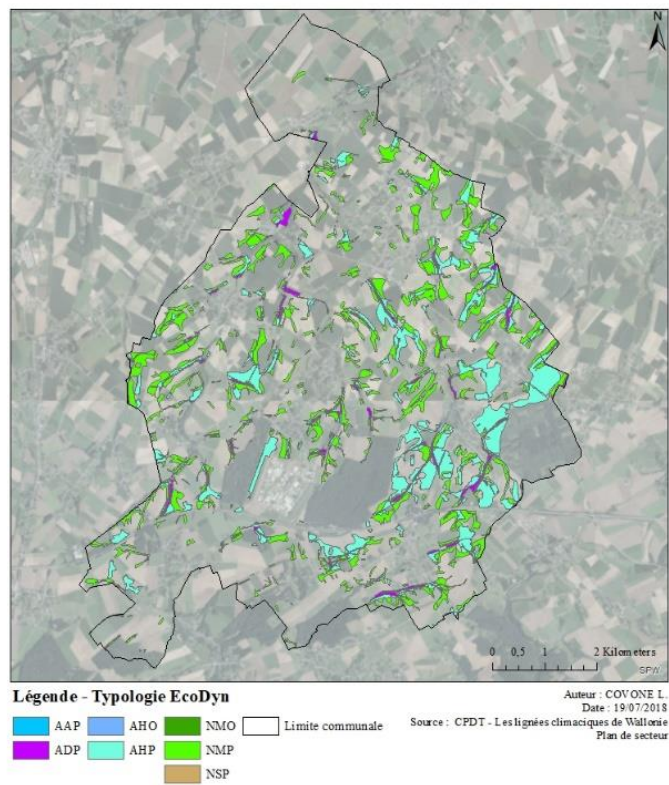 N
0 0,5 1 2 Kilometers
SPW
Légende - Typologie EcoDyn
AAP AHO NMO Limite communale
ADP AHP NMP
NSP
Auteur : COVONE L.
Date : 19/07/2018
Source : CPDT - Les lignées climaciques de Wallonie
Plan de secteur